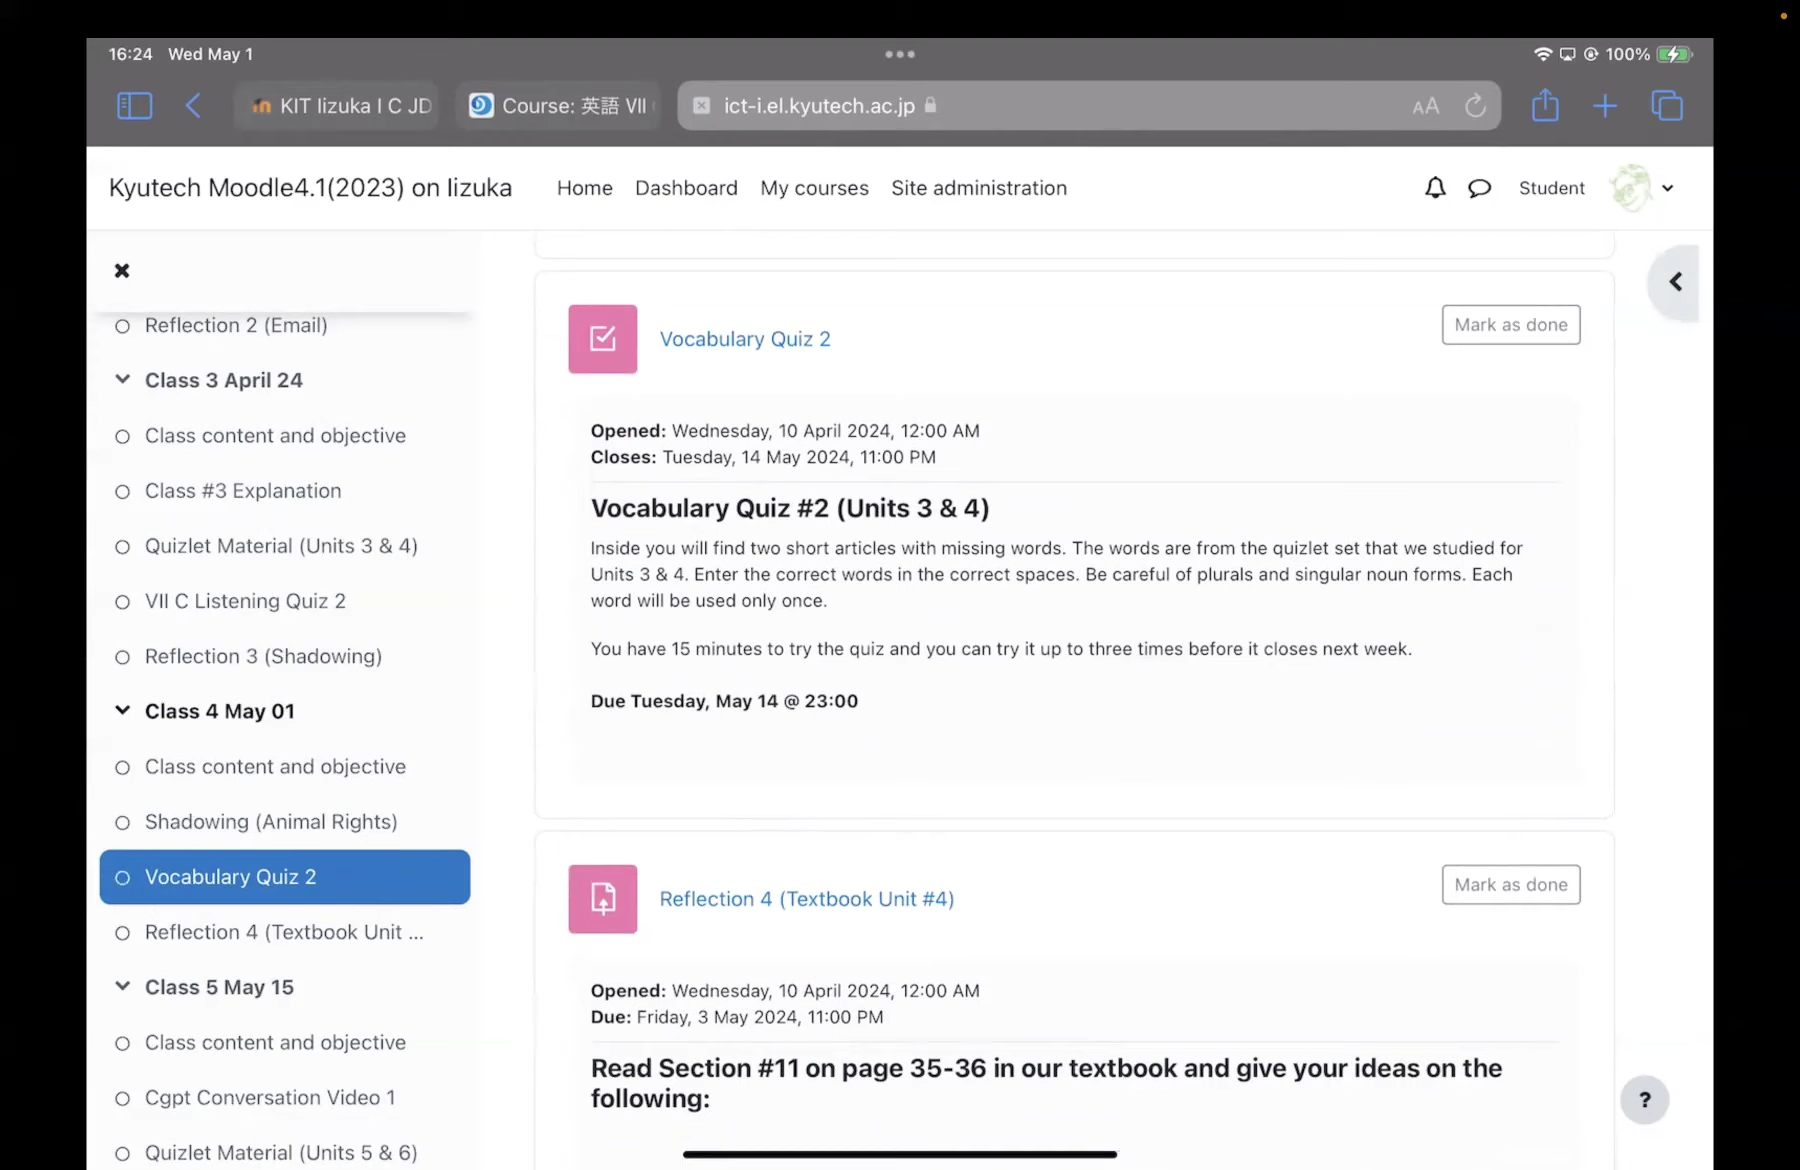 16:24 Wed May 1
100%
KIT Iizuka I C JD
Course: 英語 VII
ict-i.el.kyutech.ac.jp
AA
Kyutech Moodle4.1(2023) on Iizuka
Home
Dashboard
My courses
Site administration
Student
Reflection 2 (Email)
Class 3 April 24
Class content and objective
Class #3 Explanation
Quizlet Material (Units 3 & 4)
VII C Listening Quiz 2
Reflection 3 (Shadowing)
Class 4 May 01
Class content and objective
Shadowing (Animal Rights)
Vocabulary Quiz 2
Reflection 4 (Textbook Unit ...
Class 5 May 15
Class content and objective
Cgpt Conversation Video 1
Quizlet Material (Units 5 & 6)
Vocabulary Quiz 2
Mark as done
Opened: Wednesday, 10 April 2024, 12:00 AM
Closes: Tuesday, 14 May 2024, 11:00 PM
Vocabulary Quiz #2 (Units 3 & 4)
Inside you will find two short articles with missing words. The words are from the quizlet set that we studied for
Units 3 & 4. Enter the correct words in the correct spaces. Be careful of plurals and singular noun forms. Each
word will be used only once.
You have 15 minutes to try the quiz and you can try it up to three times before it closes next week.
Due Tuesday, May 14 @ 23:00
Reflection 4 (Textbook Unit #4)
Mark as done
Opened: Wednesday, 10 April 2024, 12:00 AM
Due: Friday, 3 May 2024, 11:00 PM
Read Section #11 on page 35-36 in our textbook and give your ideas on the
following:
?